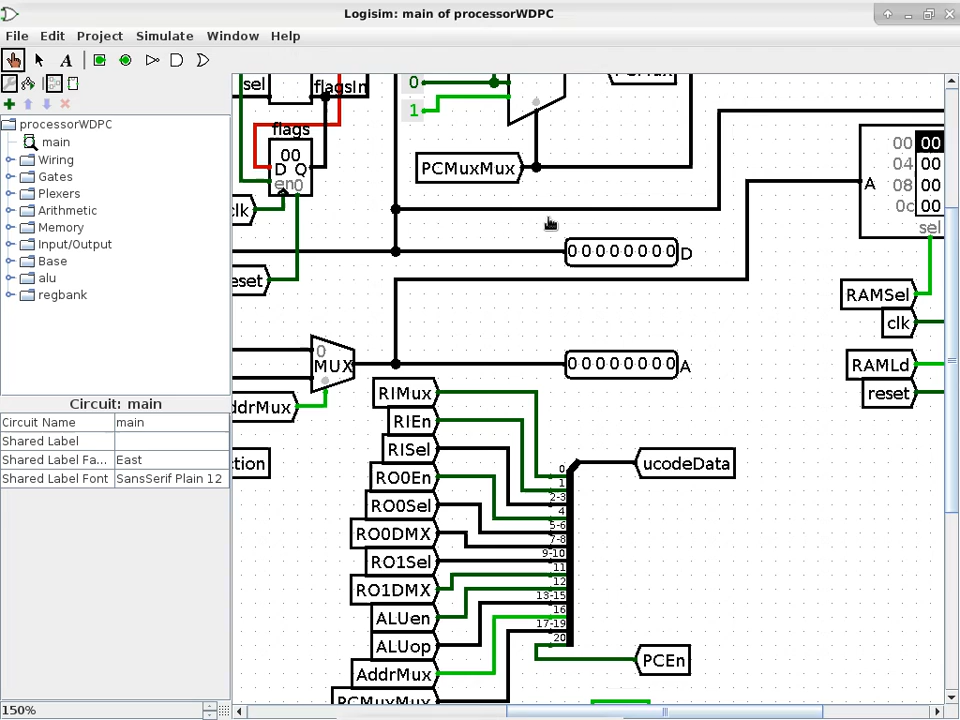 Logisim: main of processorWDPC
File Edit Project Simulate Window Help
processorWDPC
main
Wiring
Gates
Plexers
Arithmetic
Memory
Input/Output
Base
alu
regbank
Circuit: main
Circuit Name main
Shared Label
Shared Label Fa... East
Shared Label Font SansSerif Plain 12
150%
sel
flagsIn
flags
00
D Q
en0
clk
eset
0
1
PCMuxMux
00000000 D
00000000 A
0
MUX
ddrMux
ction
A
00 00
04 00
08 00
0c 00
sel
RAMSel
clk
RAMLd
reset
RIMux
RIEn
RISel
RO0En
RO0Sel
RO0DMX
RO1Sel
RO1DMX
ALUen
ALUop
AddrMux
PCMuxMux
0
1
2-3
4
5-6
7-8
9-10
11
12
13-15
16
17-19
20
ucodeData
PCEn